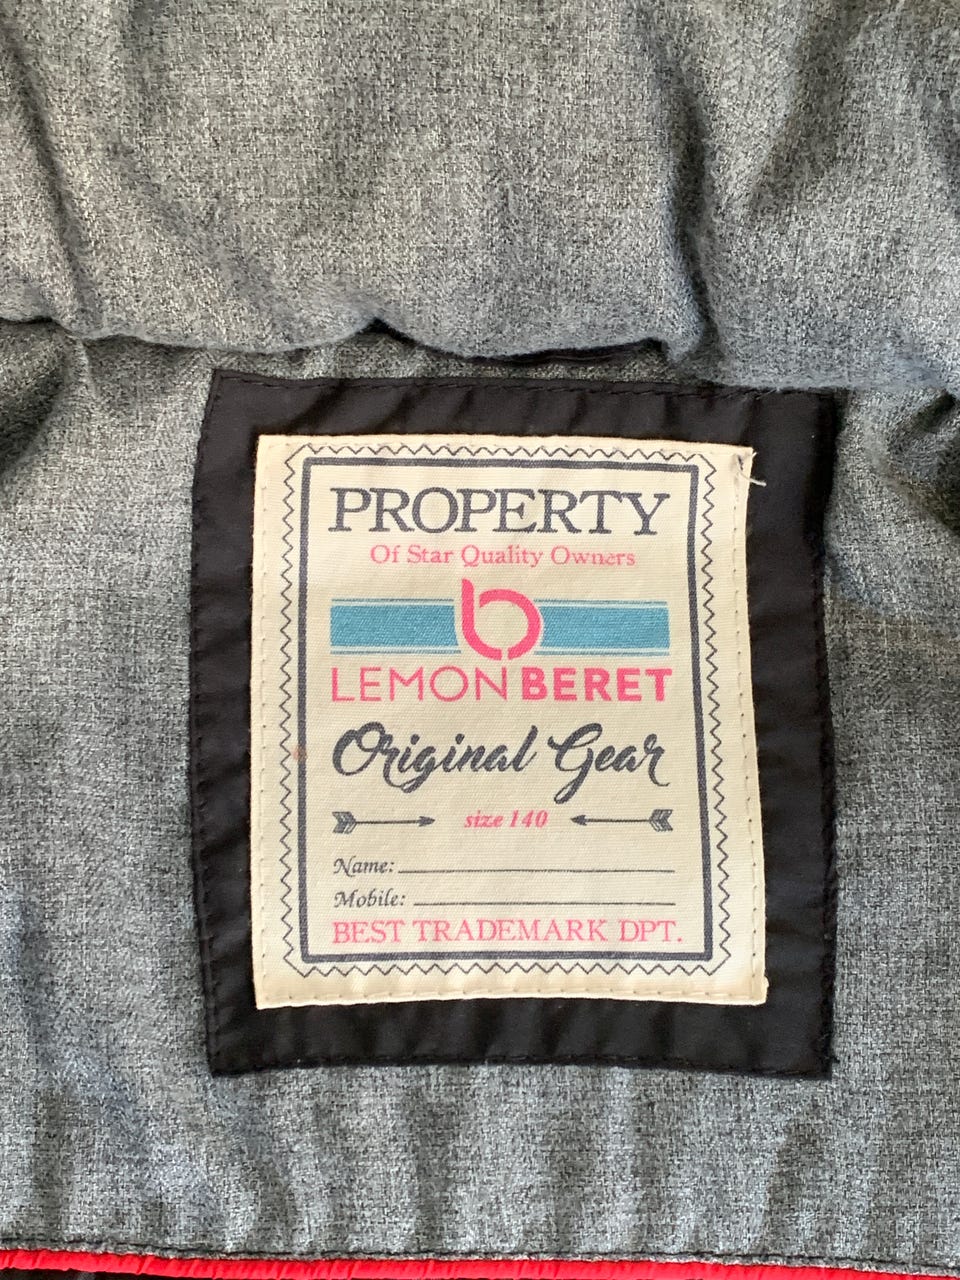 PROPERTY
Of Star Quality Owners
b
LEMON BERET
Original Gear
size 140
Name:
Mobile:
BEST TRADEMARK DPT.